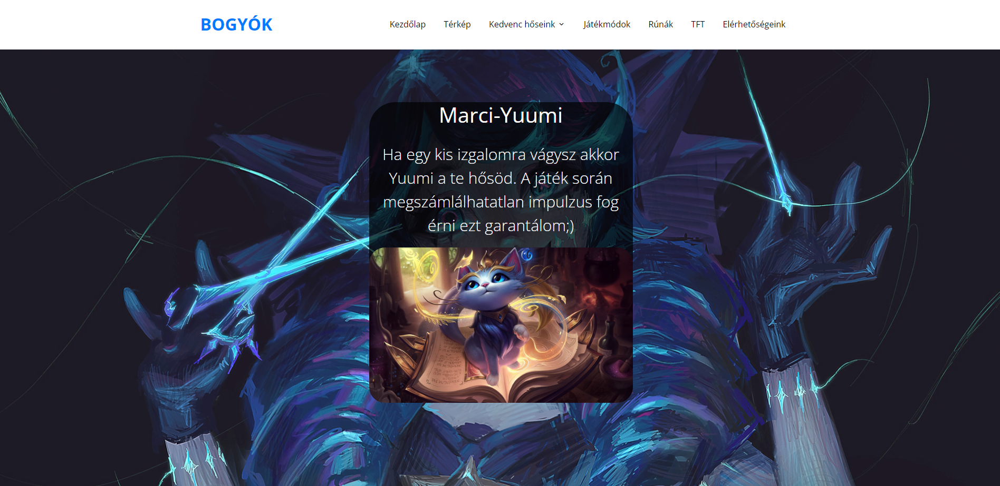 BOGYÓK
Kezdőlap Térkép Kedvenc hőseink Játékmódok Rúnák TFT Elérhetőségeink
Marci-Yuumi
Ha egy kis izgalomra vágysz akkor
Yuumi a te hősöd. A játék során
megszámlálhatatlan impulzus fog
érni ezt garantálom;)